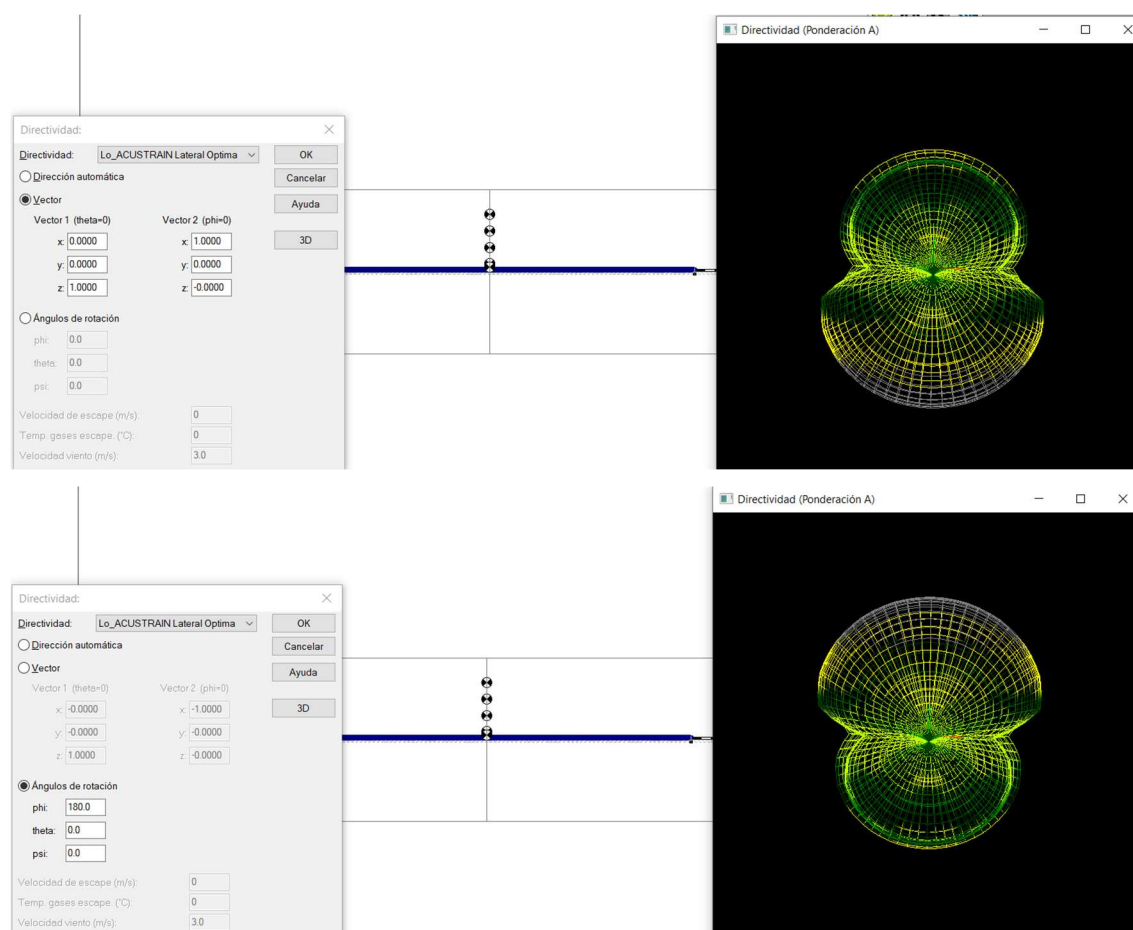 Directividad (Ponderación A)
Directividad:
Directividad: Lo_ACUSTRAIN Lateral Optima OK
Dirección automática Cancelar
Vector Ayuda
Vector 1 (theta=0) Vector 2 (phi=0)
x: 0.0000 x: 1.0000 3D
y: 0.0000 y: 0.0000
z: 1.0000 z: -0.0000
Ángulos de rotación
phi: 0.0
theta: 0.0
psi: 0.0
Velocidad de escape (m/s): 0
Temp. gases escape. (°C): 0
Velocidad viento (m/s): 3.0
Directividad (Ponderación A)
Directividad:
Directividad: Lo_ACUSTRAIN Lateral Optima OK
Dirección automática Cancelar
Vector Ayuda
Vector 1 (theta=0) Vector 2 (phi=0)
x: -0.0000 x: -1.0000 3D
y: -0.0000 y: -0.0000
z: 1.0000 z: -0.0000
Ángulos de rotación
phi: 180.0
theta: 0.0
psi: 0.0
Velocidad de escape (m/s): 0
Temp. gases escape. (°C): 0
Velocidad viento (m/s): 3.0